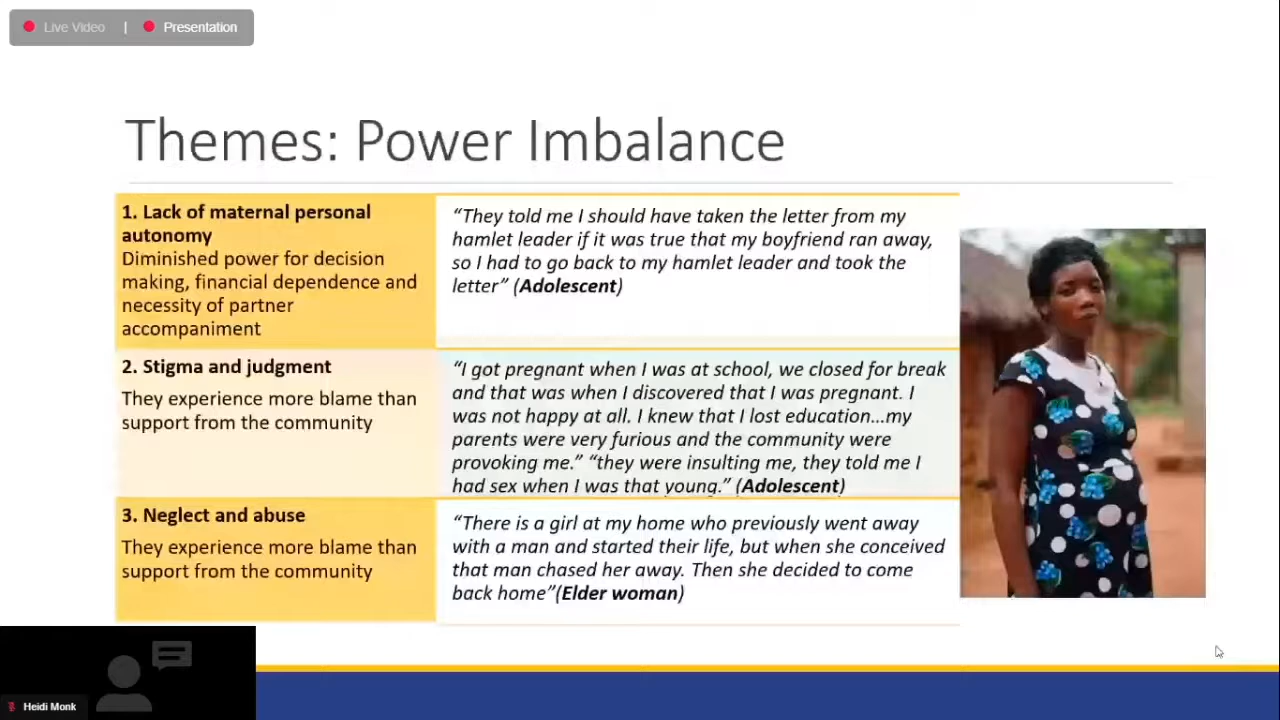 Live Video | Presentation
Themes: Power Imbalance
1. Lack of maternal personal
autonomy
Diminished power for decision
making, financial dependence and
necessity of partner
accompaniment
“They told me I should have taken the letter from my
hamlet leader if it was true that my boyfriend ran away,
so I had to go back to my hamlet leader and took the
letter” (Adolescent)
2. Stigma and judgment
They experience more blame than
support from the community
“I got pregnant when I was at school, we closed for break
and that was when I discovered that I was pregnant. I
was not happy at all. I knew that I lost education…my
parents were very furious and the community were
provoking me.” “they were insulting me, they told me I
had sex when I was that young.” (Adolescent)
3. Neglect and abuse
They experience more blame than
support from the community
“There is a girl at my home who previously went away
with a man and started their life, but when she conceived
that man chased her away. Then she decided to come
back home”(Elder woman)
Heidi Monk